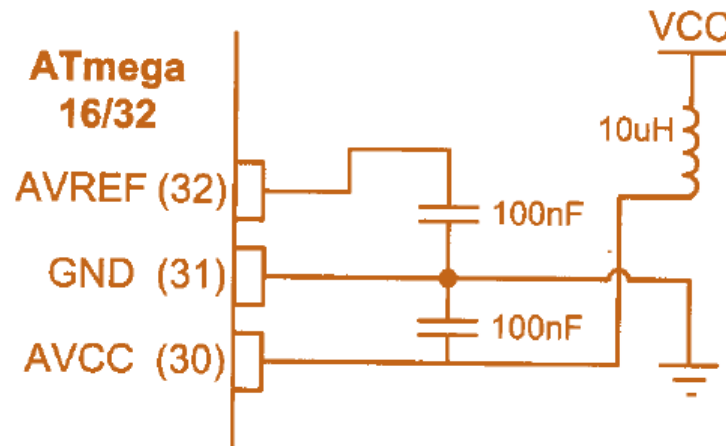 VCC
ATmega
16/32
10uH
AVREF (32)
100nF
GND (31)
100nF
AVCC (30)